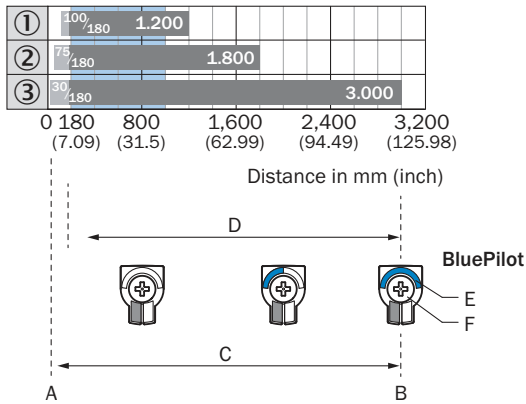 ① 100/180 1.200
② 75/180 1.800
③ 30/180 3.000
0 180 800 1,600 2,400 3,200
(7.09) (31.5) (62.99) (94.49) (125.98)
Distance in mm (inch)
D
BluePilot
E
F
C
A B